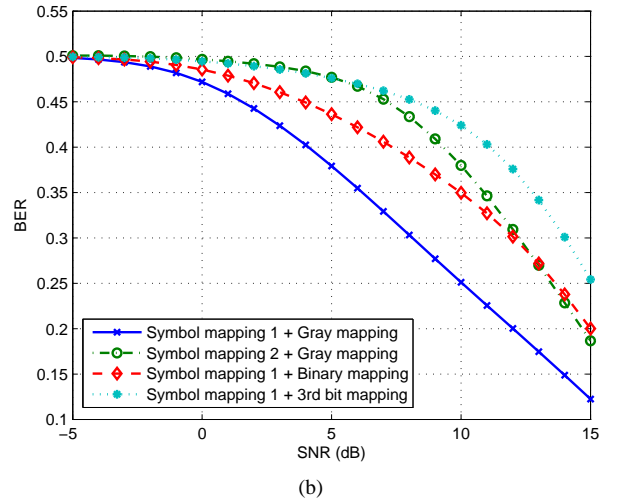 0.55
0.5
0.45
0.4
0.35
0.3
0.25
0.2
0.15
0.1
BER
Symbol mapping 1 + Gray mapping
Symbol mapping 2 + Gray mapping
Symbol mapping 1 + Binary mapping
Symbol mapping 1 + 3rd bit mapping
−5 0 5 10 15
SNR (dB)
(b)